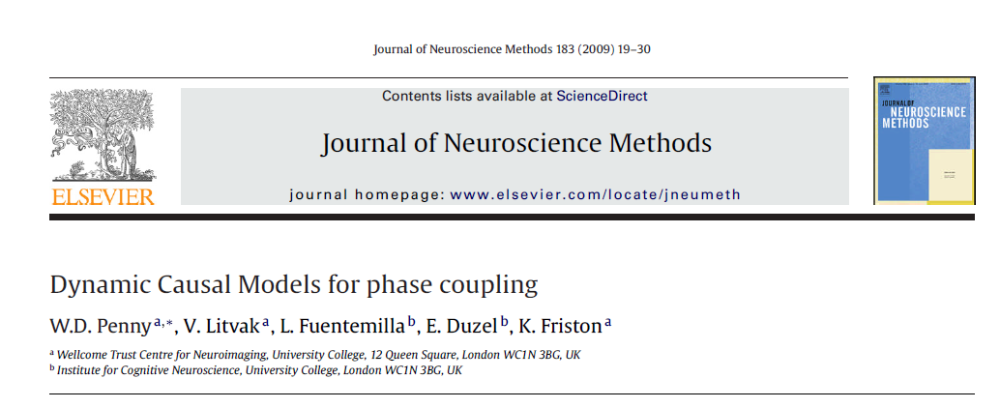 Journal of Neuroscience Methods 183 (2009) 19–30
Contents lists available at ScienceDirect
Journal of Neuroscience Methods
journal homepage: www.elsevier.com/locate/jneumeth
ELSEVIER
JOURNAL OF
NEUROSCIENCE
METHODS
Dynamic Causal Models for phase coupling
W.D. Penny a,*, V. Litvak a, L. Fuentemilla b, E. Duzel b, K. Friston a
a Wellcome Trust Centre for Neuroimaging, University College, 12 Queen Square, London WC1N 3BG, UK
b Institute for Cognitive Neuroscience, University College, London WC1N 3BG, UK